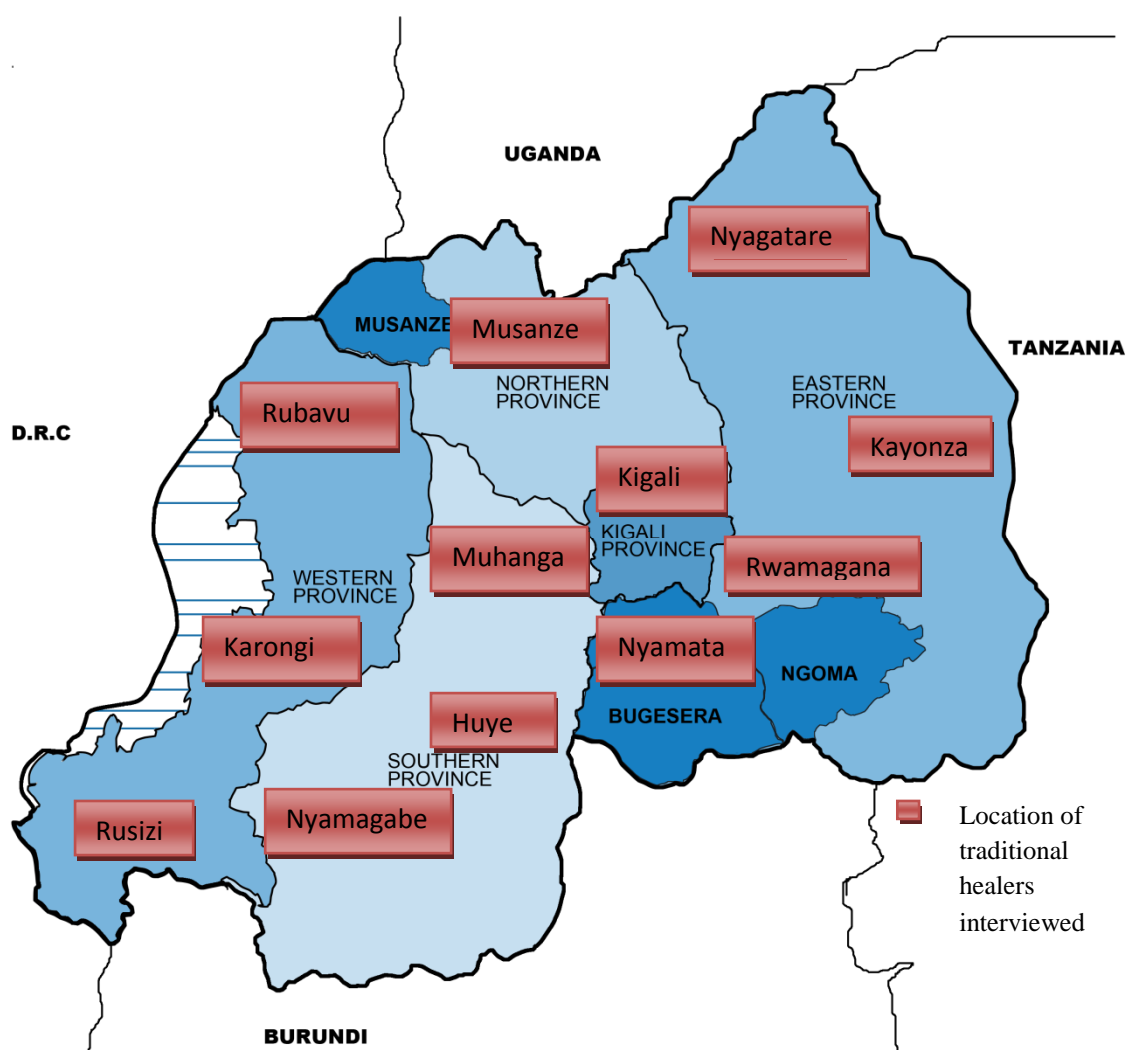 UGANDA
Nyagatare
MUSANZE
Musanze
TANZANIA
NORTHERN
PROVINCE
EASTERN
PROVINCE
Rubavu
D.R.C
Kayonza
Kigali
KIGALI
PROVINCE
Muhanga
Rwamagana
WESTERN
PROVINCE
Karongi
Nyamata
NGOMA
BUGESERA
Huye
SOUTHERN
PROVINCE
Nyamagabe
Rusizi
Location of
traditional
healers
interviewed
BURUNDI